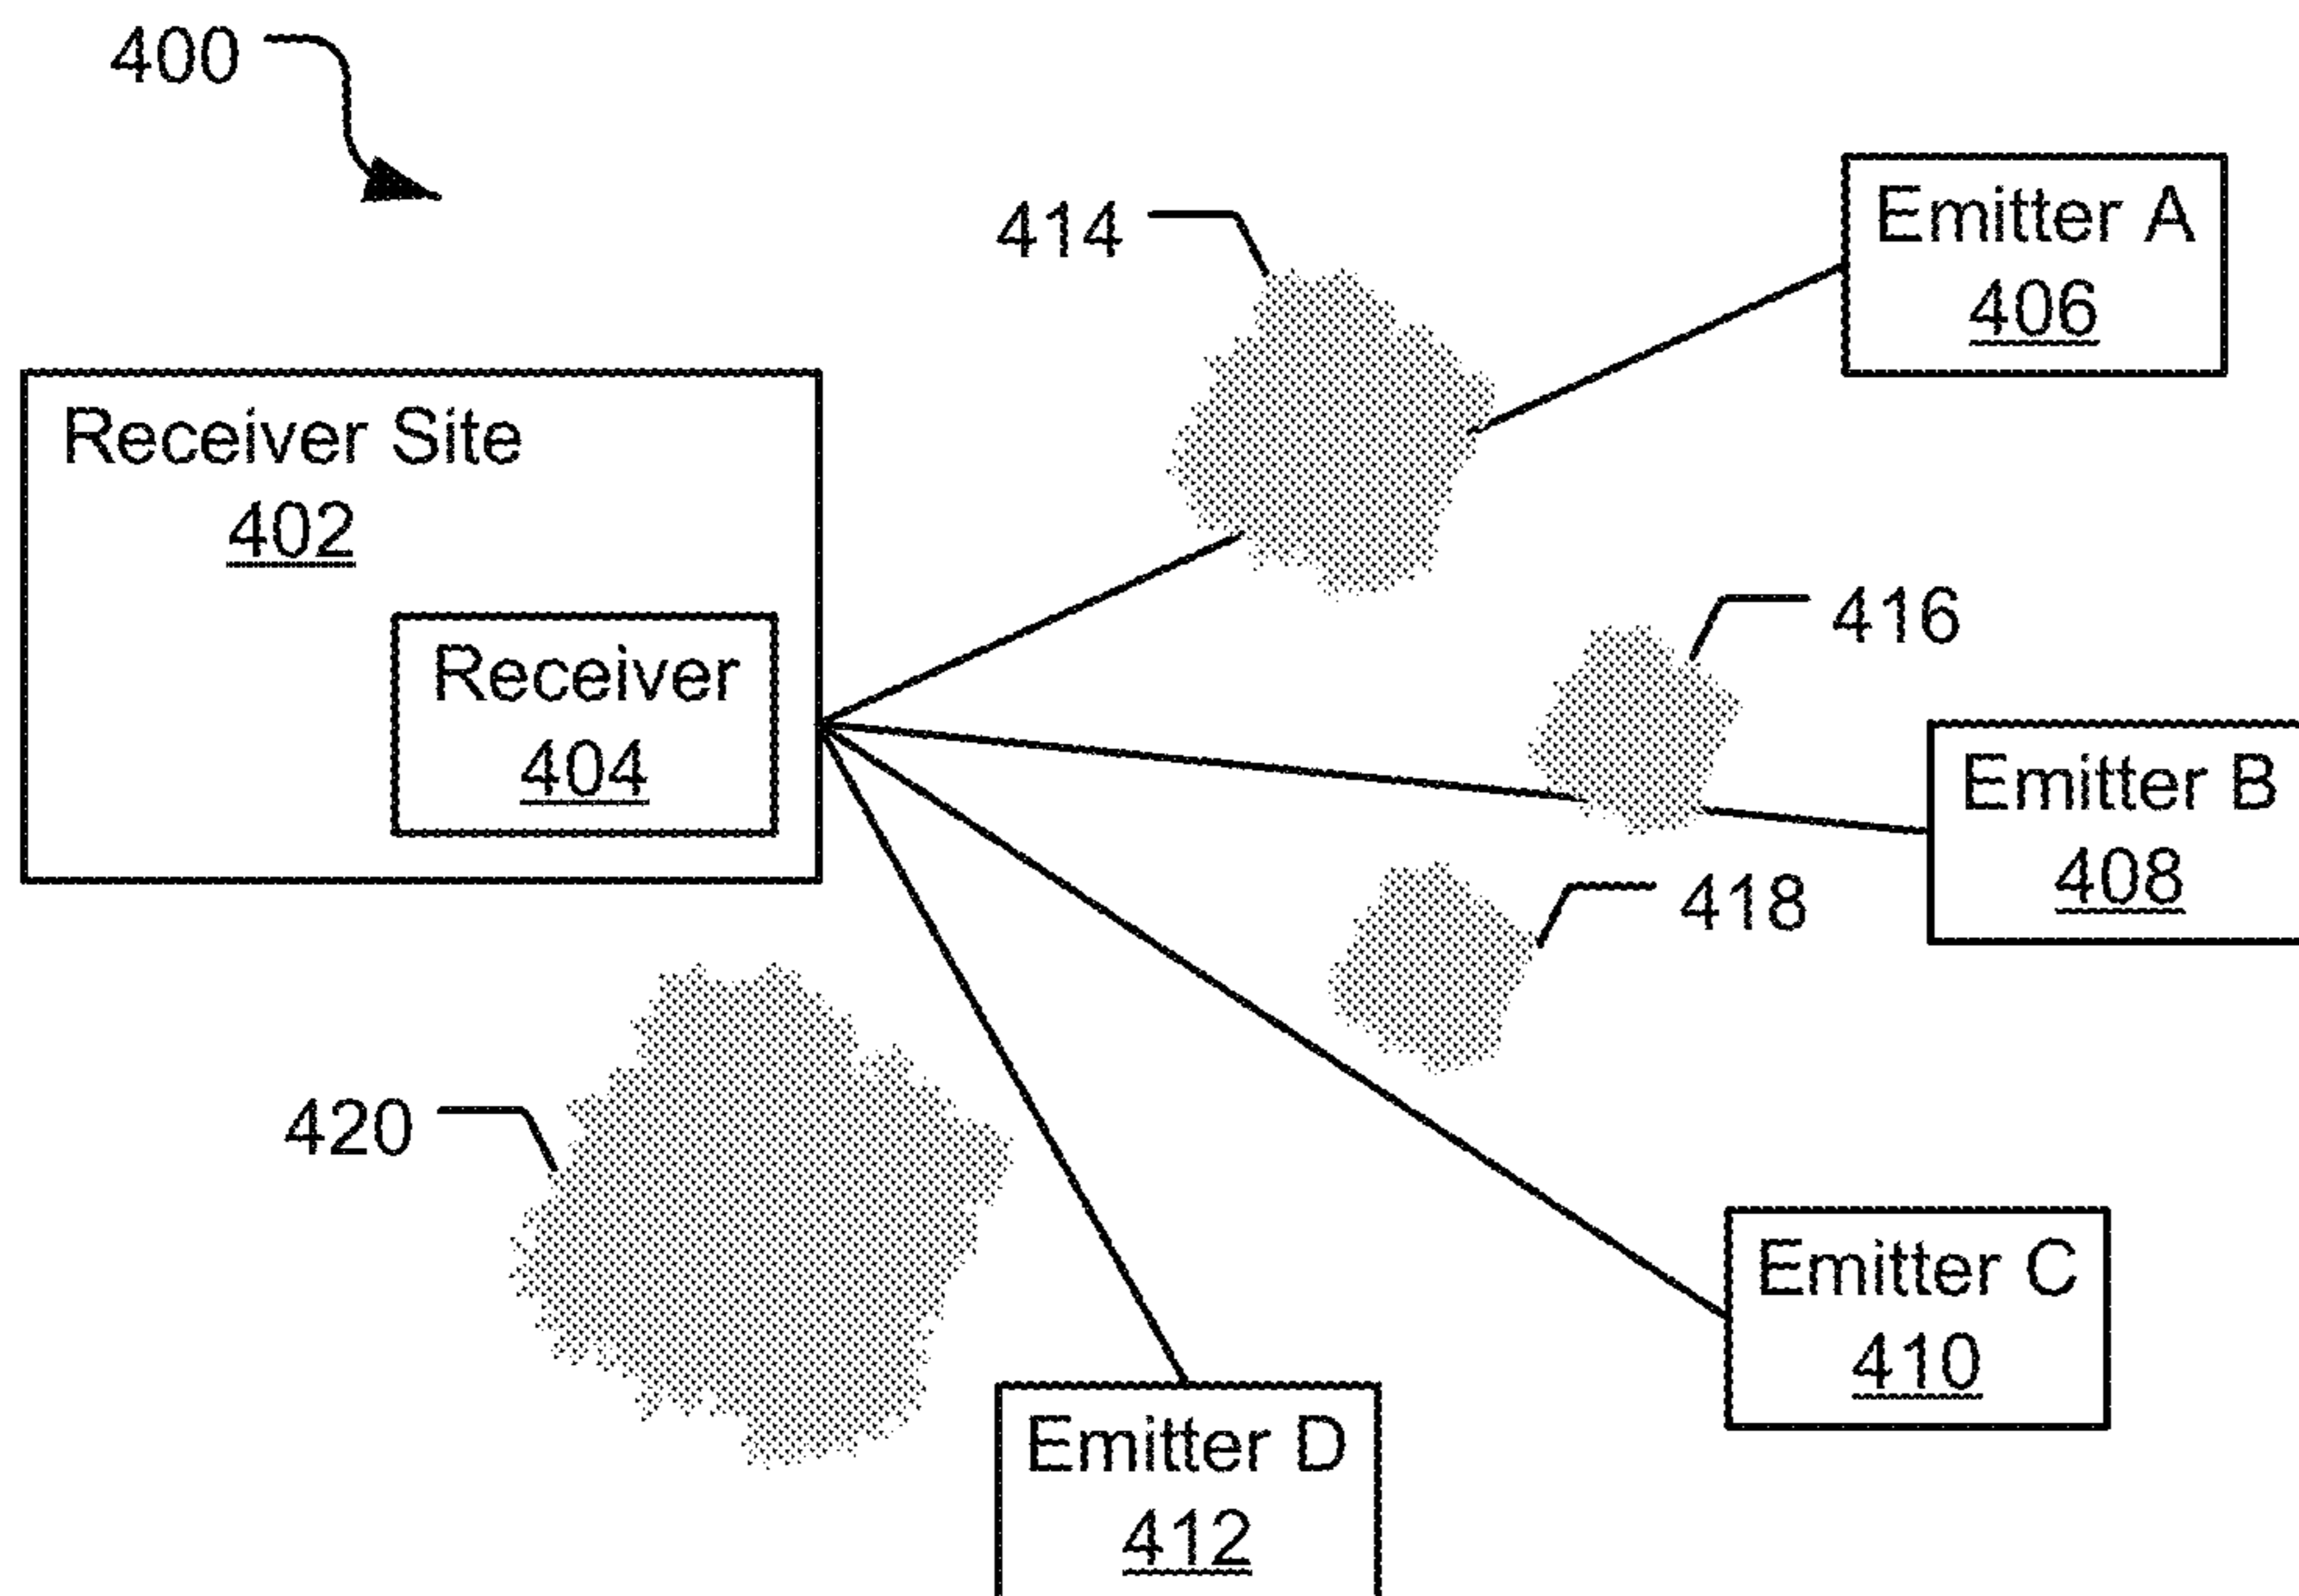 400
414
Emitter A
406
Receiver Site
402
Receiver
404
416
Emitter B
408
418
420
Emitter C
410
Emitter D
412